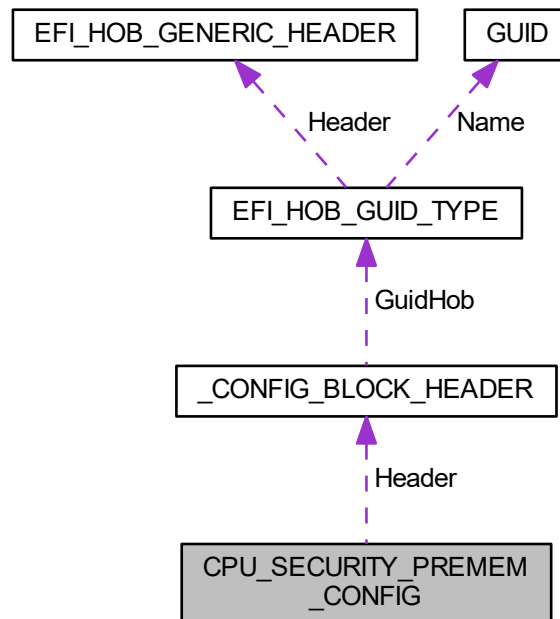 EFI_HOB_GENERIC_HEADER
GUID
Header
Name
EFI_HOB_GUID_TYPE
GuidHob
_CONFIG_BLOCK_HEADER
Header
CPU_SECURITY_PREMEM
_CONFIG